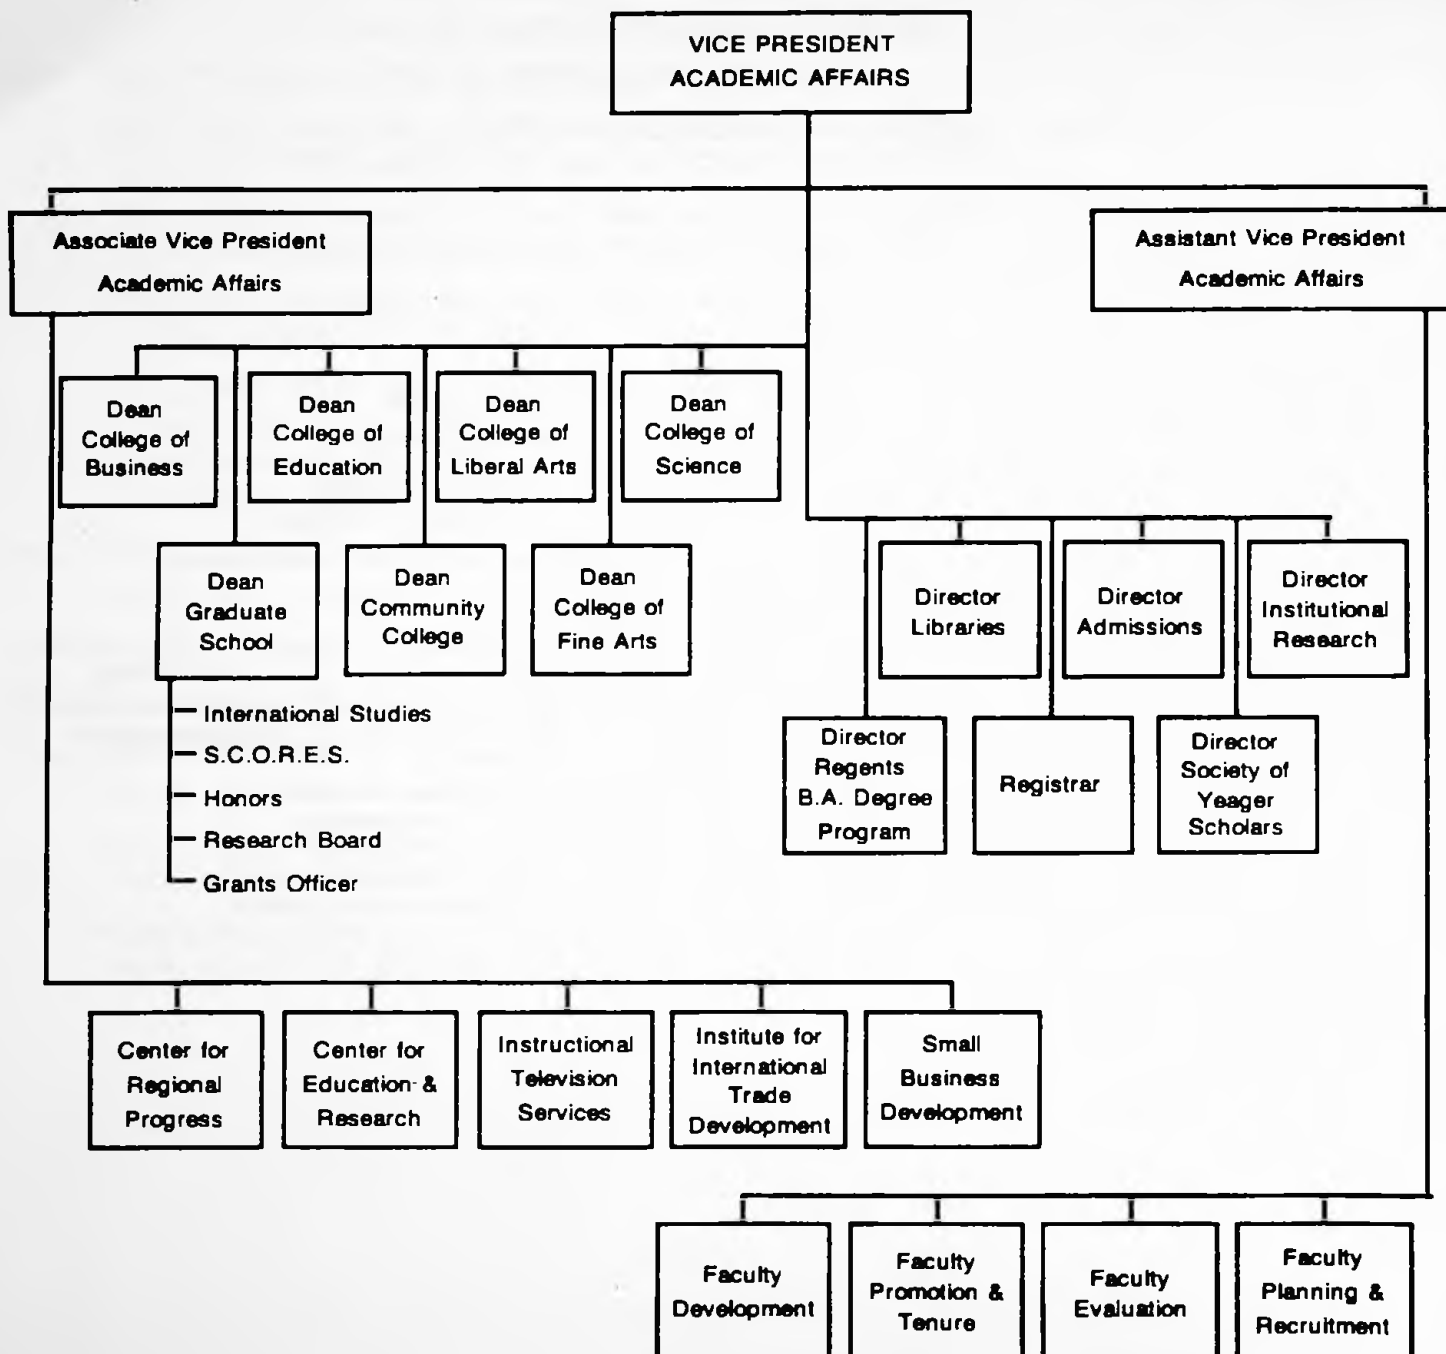 VICE PRESIDENT
ACADEMIC AFFAIRS
Associate Vice President
Academic Affairs
Assistant Vice President
Academic Affairs
Dean
College of
Business
Dean
College of
Education
Dean
College of
Liberal Arts
Dean
College of
Science
Dean
Graduate
School
Dean
Community
College
Dean
College of
Fine Arts
International Studies
S.C.O.R.E.S.
Honors
Research Board
Grants Officer
Director
Libraries
Director
Admissions
Director
Institutional
Research
Director
Regents
B.A. Degree
Program
Registrar
Director
Society of
Yeager
Scholars
Center for
Regional
Progress
Center for
Education &
Research
Instructional
Television
Services
Institute for
International
Trade
Development
Small
Business
Development
Faculty
Development
Faculty
Promotion &
Tenure
Faculty
Evaluation
Faculty
Planning &
Recruitment